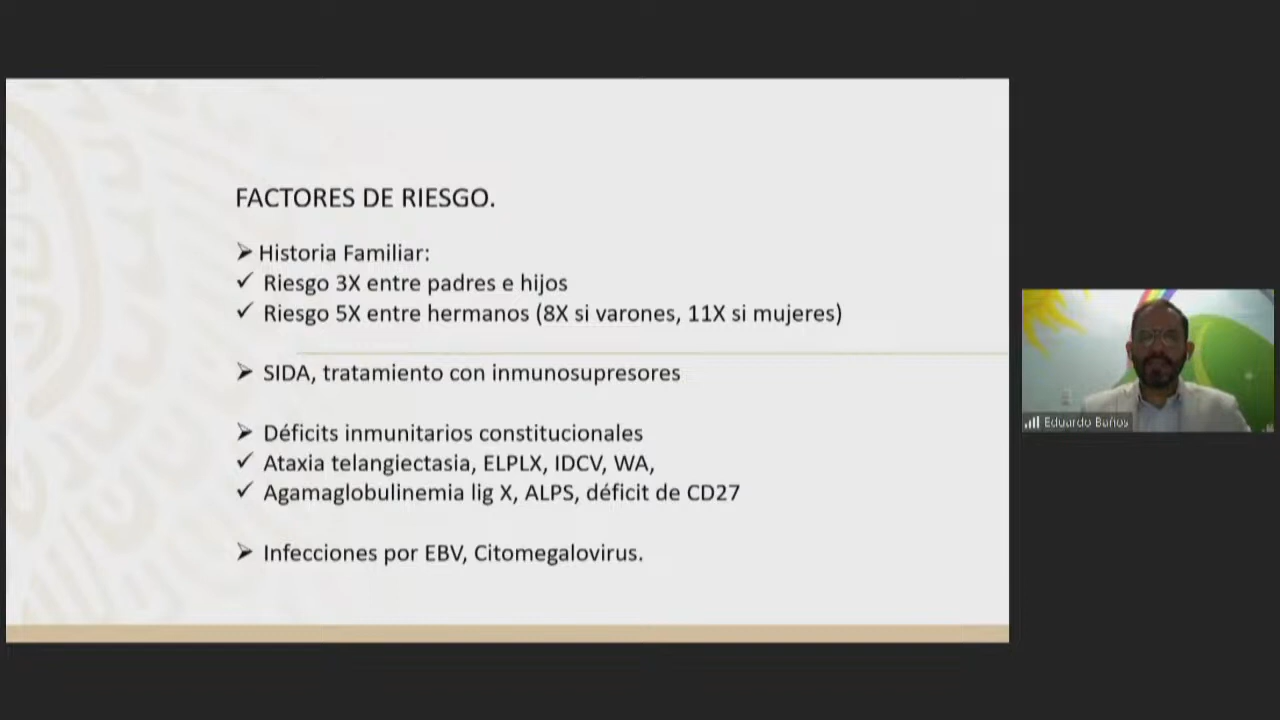 FACTORES DE RIESGO.
➢ Historia Familiar:
✓ Riesgo 3X entre padres e hijos
✓ Riesgo 5X entre hermanos (8X si varones, 11X si mujeres)
➢ SIDA, tratamiento con inmunosupresores
➢ Déficits inmunitarios constitucionales
✓ Ataxia telangiectasia, ELPLX, IDCV, WA,
✓ Agamaglobulinemia lig X, ALPS, déficit de CD27
➢ Infecciones por EBV, Citomegalovirus.
Eduardo Baños